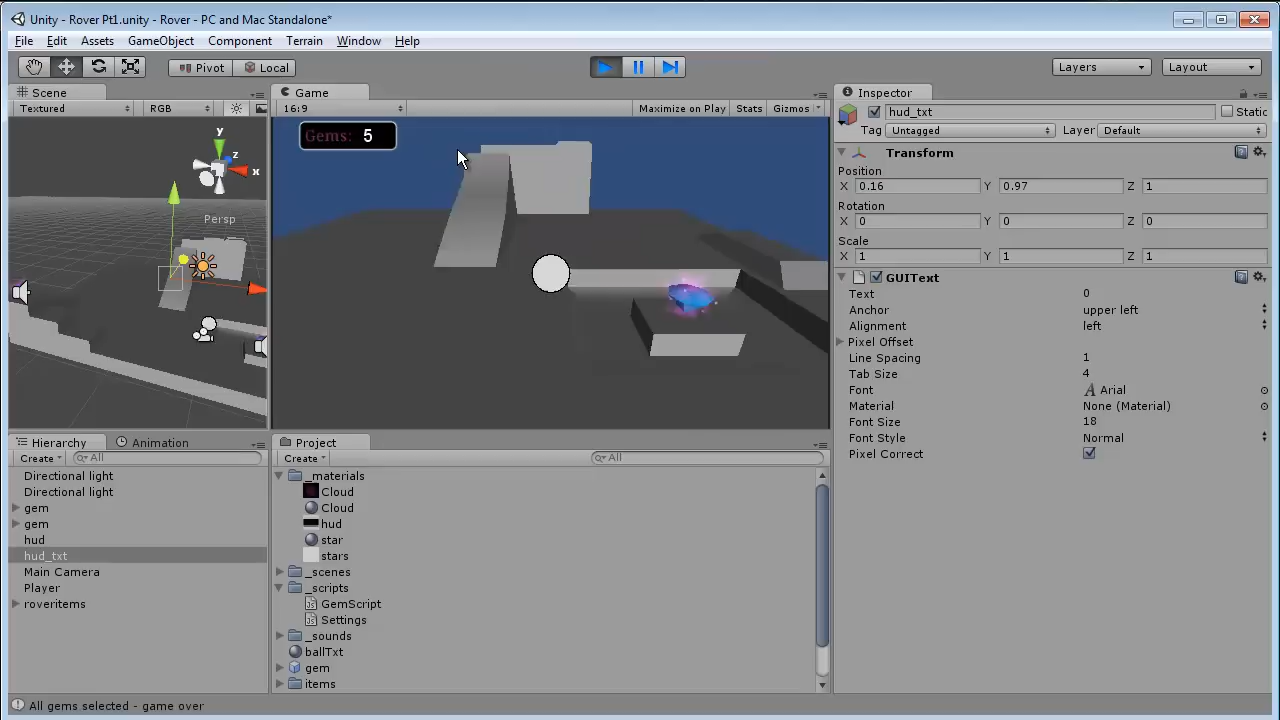 Unity - Rover Pt1.unity - Rover - PC and Mac Standalone*
File Edit Assets GameObject Component Terrain Window Help
Pivot Local Layers Layout
Scene
Textured RGB
y
z
x
Persp
Game
16:9 Maximize on Play Stats Gizmos
Gems: 5
Inspector
hud_txt Static
Tag Untagged Layer Default
Transform
Position
X 0.16 Y 0.97 Z 1
Rotation
X 0 Y 0 Z 0
Scale
X 1 Y 1 Z 1
GUIText
Text 0
Anchor upper left
Alignment left
Pixel Offset
Line Spacing 1
Tab Size 4
Font A Arial
Material None (Material)
Font Size 18
Font Style Normal
Pixel Correct
Hierarchy Animation
Create All
Directional light
Directional light
gem
gem
hud
hud_txt
Main Camera
Player
roveritems
Project
Create All
_materials
Cloud
Cloud
hud
star
stars
_scenes
_scripts
GemScript
Settings
_sounds
ballTxt
gem
items
All gems selected - game over